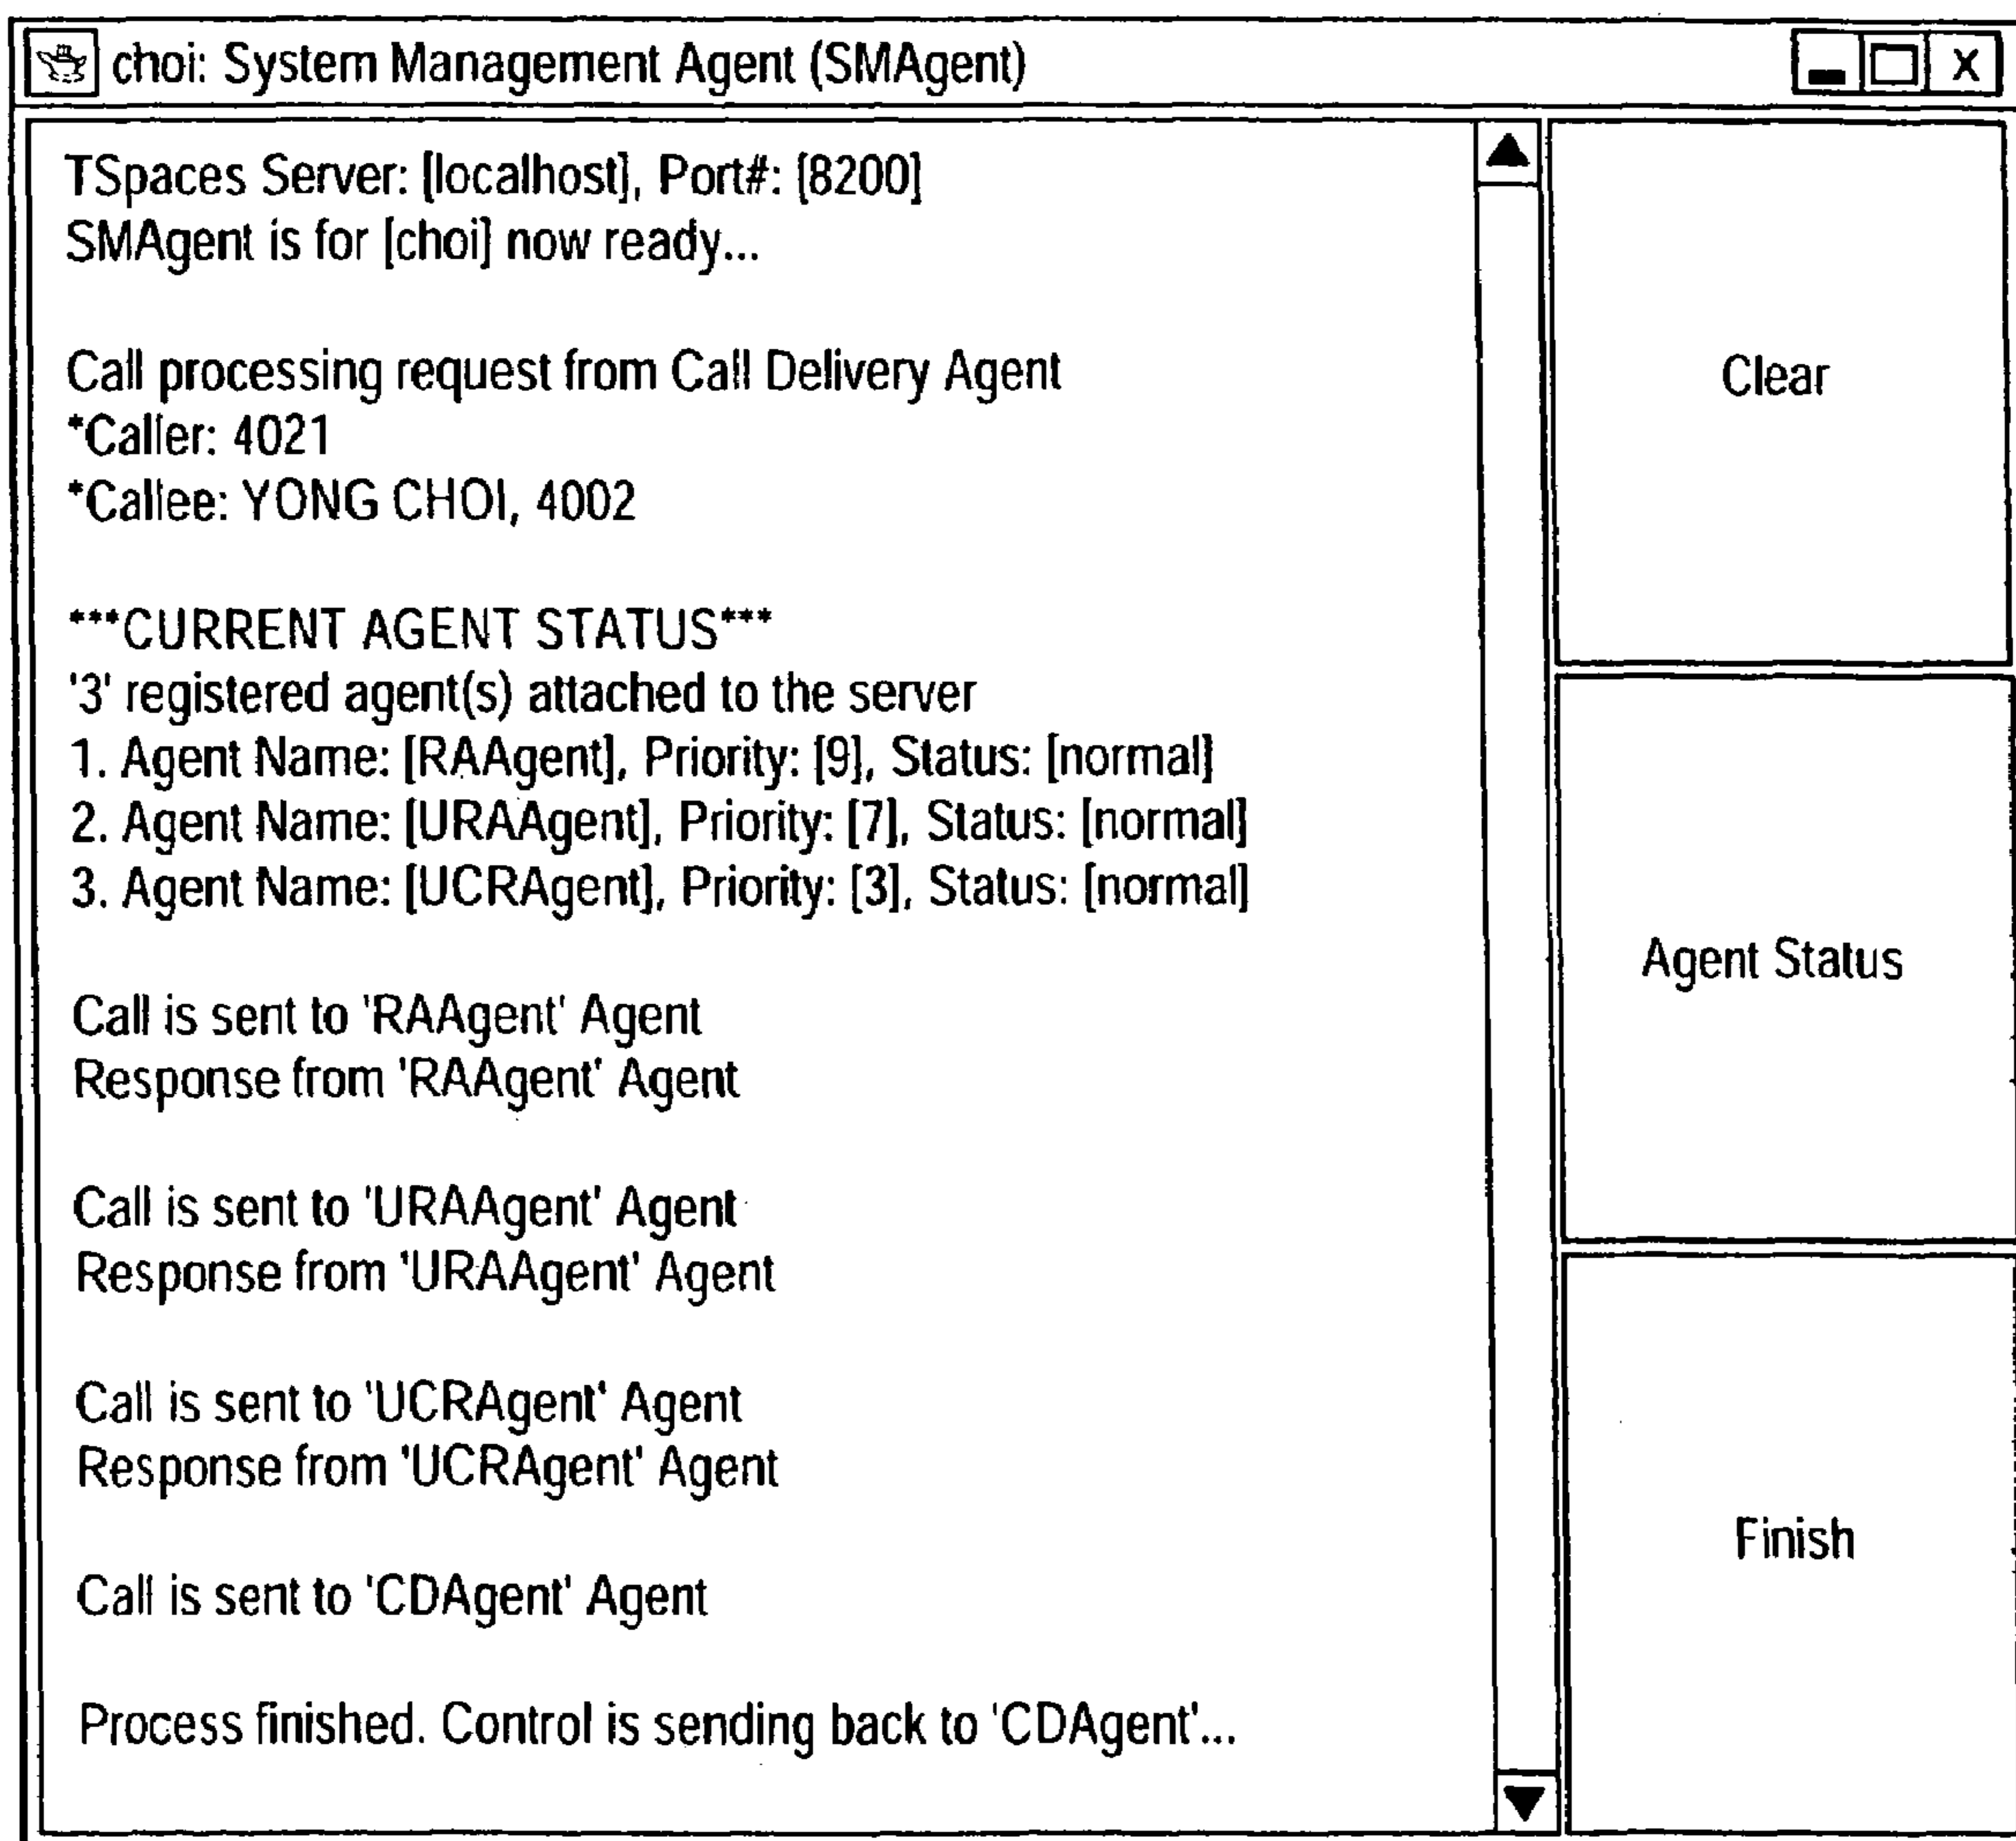 choi: System Management Agent (SMAgent)
X
TSpaces Server: [localhost], Port#: [8200]
SMAgent is for [choi] now ready...
Call processing request from Call Delivery Agent
*Caller: 4021
*Callee: YONG CHOI, 4002
***CURRENT AGENT STATUS***
'3' registered agent(s) attached to the server
1. Agent Name: [RAAgent], Priority: [9], Status: [normal]
2. Agent Name: [URAAgent], Priority: [7], Status: [normal]
3. Agent Name: [UCRAgent], Priority: [3], Status: [normal]
Call is sent to 'RAAgent' Agent
Response from 'RAAgent' Agent
Call is sent to 'URAAgent' Agent
Response from 'URAAgent' Agent
Call is sent to 'UCRAgent' Agent
Response from 'UCRAgent' Agent
Call is sent to 'CDAgent' Agent
Process finished. Control is sending back to 'CDAgent'...
Clear
Agent Status
Finish